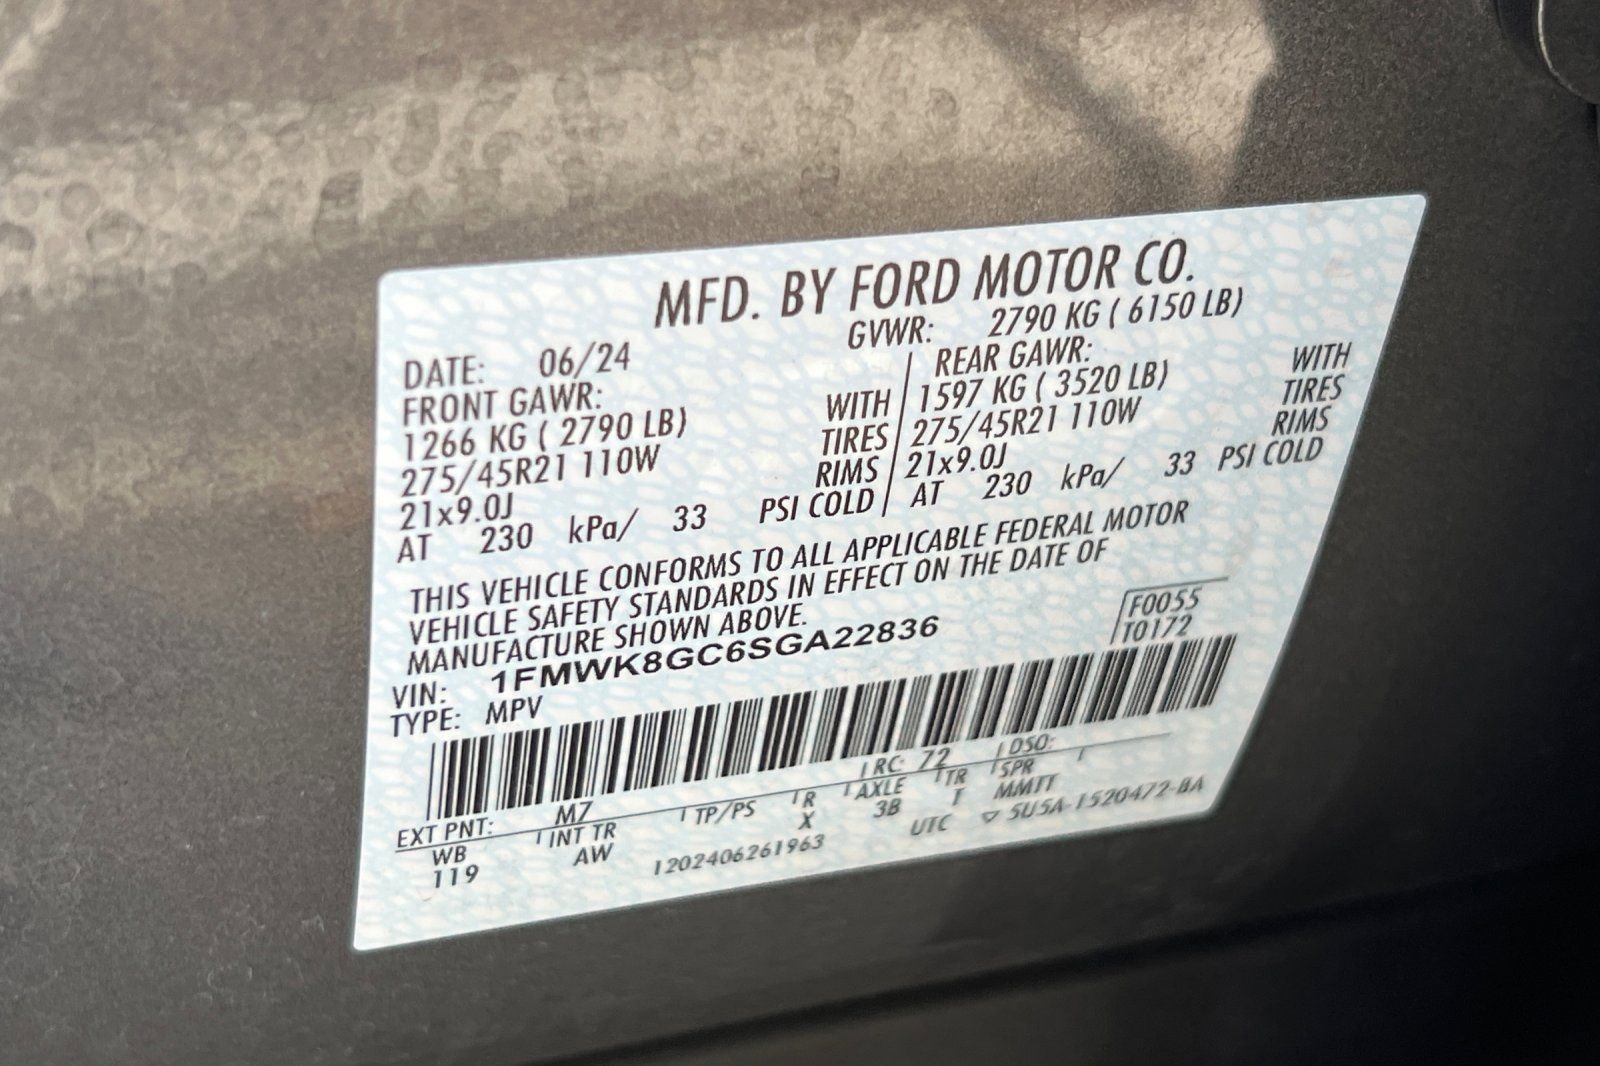 MFD. BY FORD MOTOR CO.
DATE: 06/24 GVWR: 2790 KG ( 6150 LB)
FRONT GAWR: REAR GAWR:
1266 KG ( 2790 LB) WITH 1597 KG ( 3520 LB) WITH
275/45R21 110W TIRES 275/45R21 110W TIRES
21x9.0J RIMS 21x9.0J RIMS
AT 230 kPa/ 33 PSI COLD AT 230 kPa/ 33 PSI COLD
THIS VEHICLE CONFORMS TO ALL APPLICABLE FEDERAL MOTOR
VEHICLE SAFETY STANDARDS IN EFFECT ON THE DATE OF
MANUFACTURE SHOWN ABOVE.
F0055
T0172
VIN: 1FMWK8GC6SGA22836
TYPE: MPV
EXT PNT: M7 RC: 72 DSO:
WB INT TR TP/PS R AXLE TR SPR
119 AW X 3B T MMTT
1202406261963 UTC ▽ 5U5A-1520472-BA